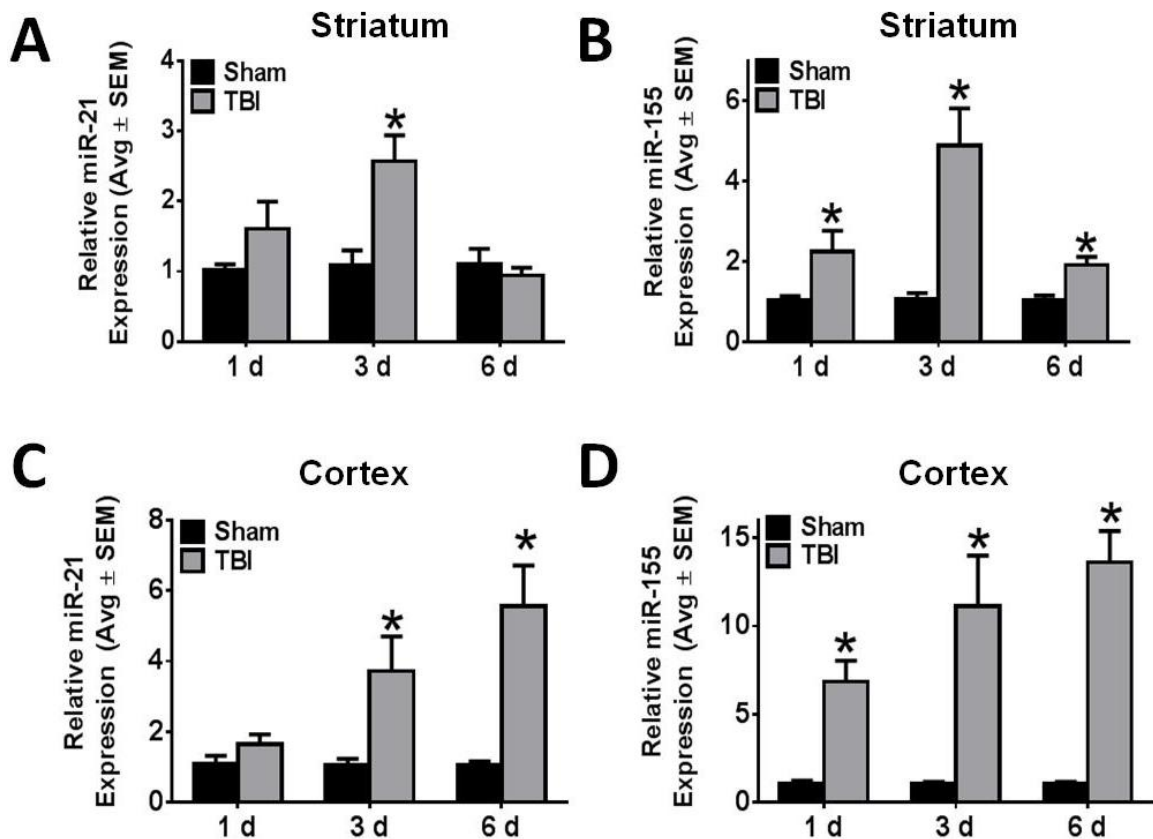 A
Striatum
Relative miR-21
Expression (Avg ± SEM)
4
3
2
1
0
Sham
TBI
*
1 d
3 d
6 d
B
Striatum
Relative miR-155
Expression (Avg ± SEM)
6
4
2
0
Sham
TBI
*
*
*
1 d
3 d
6 d
C
Cortex
Relative miR-21
Expression (Avg ± SEM)
8
6
4
2
0
Sham
TBI
*
*
1 d
3 d
6 d
D
Cortex
Relative miR-155
Expression (Avg ± SEM)
15
10
5
0
Sham
TBI
*
*
*
1 d
3 d
6 d